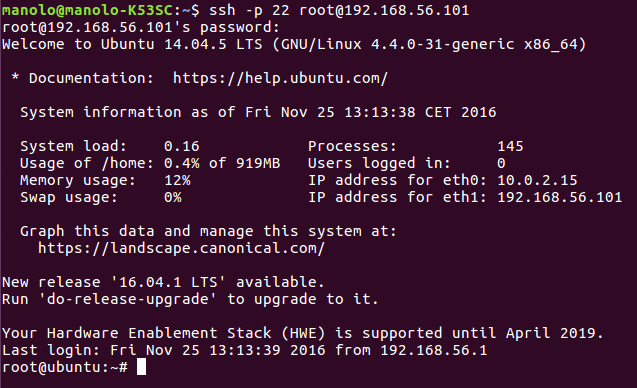 manolo@manolo-K53SC:~$ ssh -p 22 root@192.168.56.101
root@192.168.56.101's password:
Welcome to Ubuntu 14.04.5 LTS (GNU/Linux 4.4.0-31-generic x86_64)
* Documentation:  https://help.ubuntu.com/
System information as of Fri Nov 25 13:13:38 CET 2016
System load:    0.16              Processes:           145
Usage of /home: 0.4% of 919MB   Users logged in:     0
Memory usage:   12%               IP address for eth0: 10.0.2.15
Swap usage:     0%                IP address for eth1: 192.168.56.101
Graph this data and manage this system at:
https://landscape.canonical.com/
New release '16.04.1 LTS' available.
Run 'do-release-upgrade' to upgrade to it.
Your Hardware Enablement Stack (HWE) is supported until April 2019.
Last login: Fri Nov 25 13:13:39 2016 from 192.168.56.1
root@ubuntu:~#